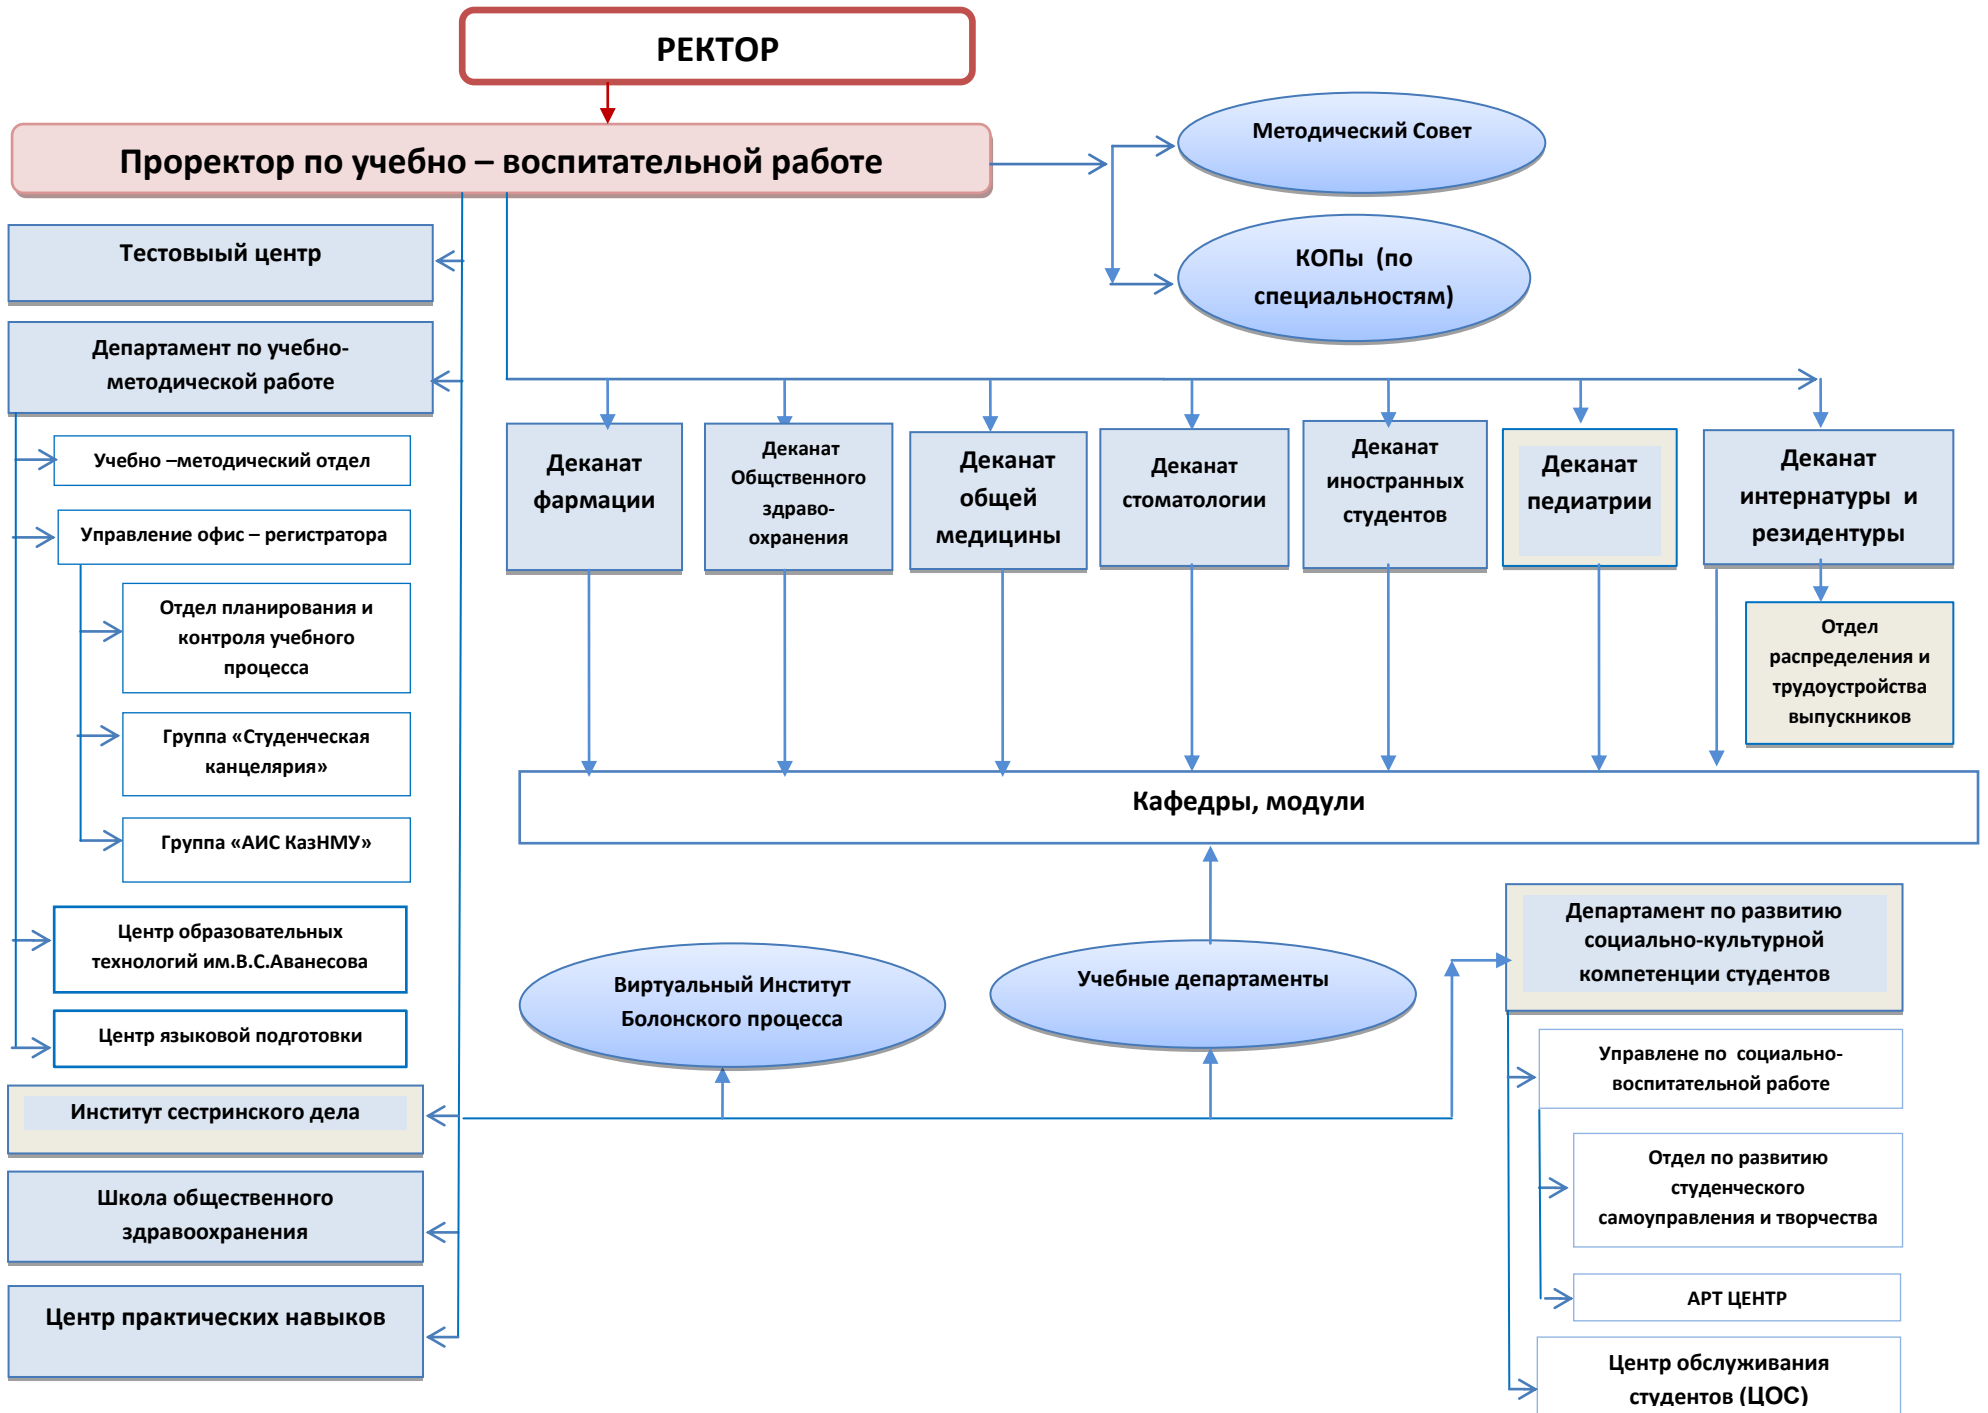 РЕКТОР
Проректор по учебно – воспитательной работе
Методический Совет
КОПы (по
специальностям)
Тестовыый центр
Департамент по учебно-
методической работе
Учебно –методический отдел
Управление офис – регистратора
Отдел планирования и
контроля учебного
процесса
Группа «Студенческая
канцелярия»
Группа «АИС КазНМУ»
Центр образовательных
технологий им.В.С.Аванесова
Центр языковой подготовки
Институт сестринского дела
Школа общественного
здравоохранения
Центр практических навыков
Деканат
фармации
Деканат
Общственного
здраво-
охранения
Деканат
общей
медицины
Деканат
стоматологии
Деканат
иностранных
студентов
Деканат
педиатрии
Деканат
интернатуры и
резидентуры
Отдел
распределения и
трудоустройства
выпускников
Кафедры, модули
Виртуальный Институт
Болонского процесса
Учебные департаменты
Департамент по развитию
социально-культурной
компетенции студентов
Управлене по социально-
воспитательной работе
Отдел по развитию
студенческого
самоуправления и творчества
АРТ ЦЕНТР
Центр обслуживания
студентов (ЦОС)